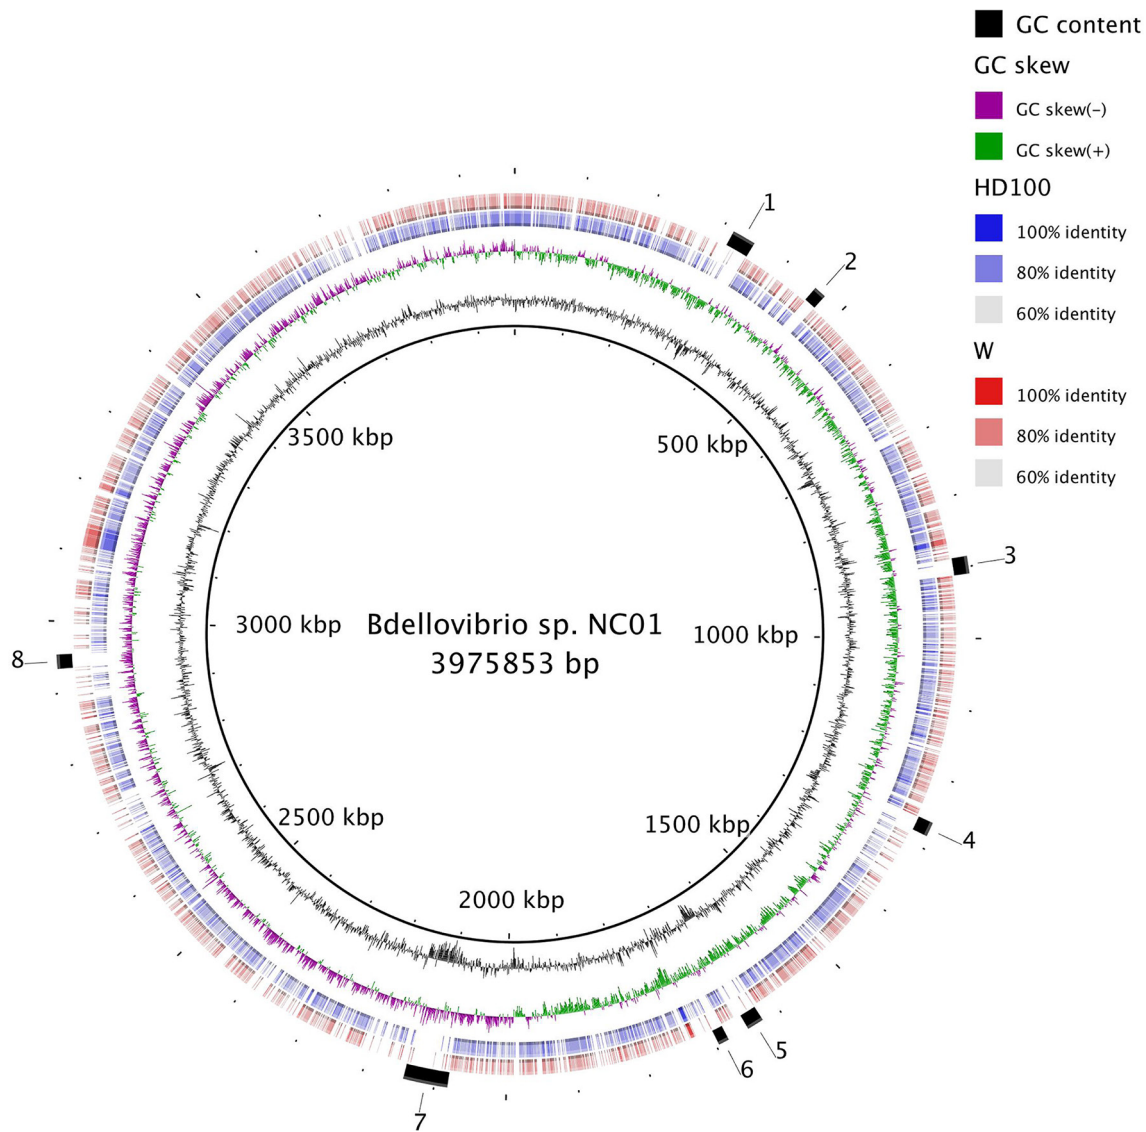 GC content
GC skew
GC skew(-)
GC skew(+)
HD100
100% identity
80% identity
60% identity
W
100% identity
80% identity
60% identity
1
2
3500 kbp
500 kbp
3
Bdellovibrio sp. NC01
3000 kbp
1000 kbp
3975853 bp
8
2500 kbp
1500 kbp
4
2000 kbp
5
6
7